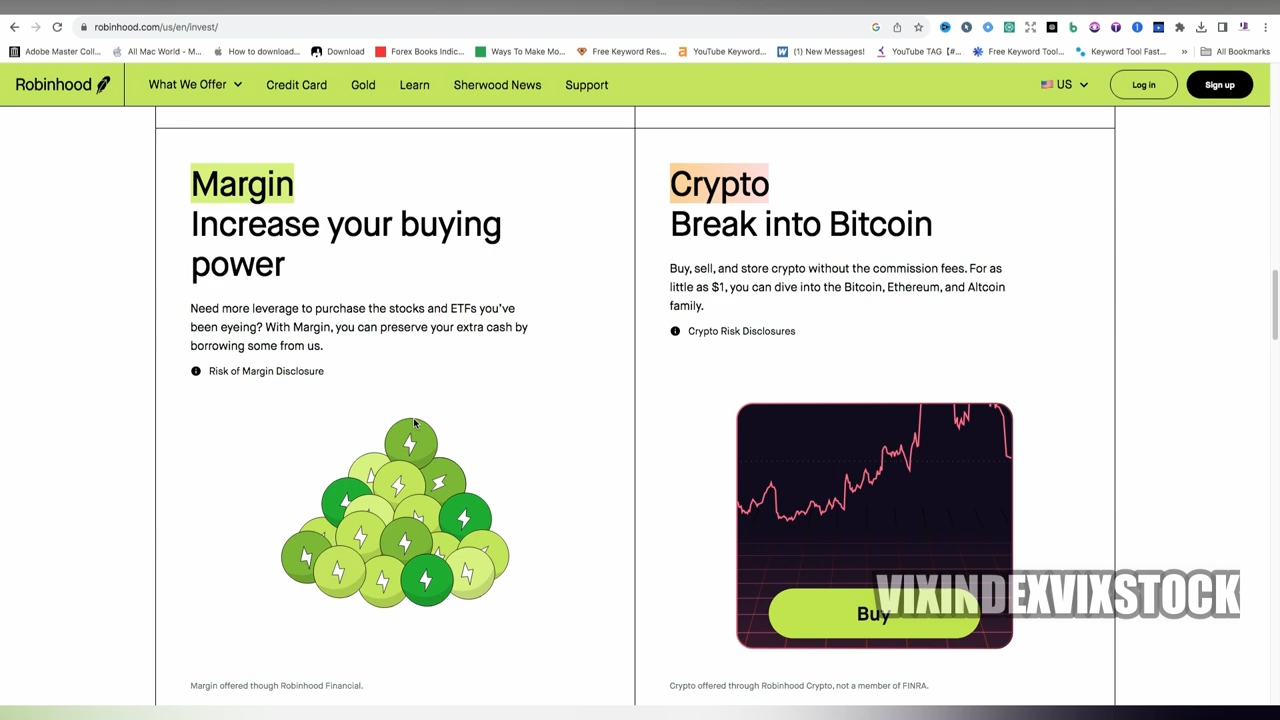 robinhood.com/us/en/invest/
Adobe Master Coll...
All Mac World - M...
How to download...
Download
Forex Books Indic...
Ways To Make Mo...
Free Keyword Res...
YouTube Keyword...
(1) New Messages!
YouTube TAG【#...
Free Keyword Tool...
Keyword Tool Fast...
»
All Bookmarks
Robinhood
What We Offer
Credit Card
Gold
Learn
Sherwood News
Support
US
Log in
Sign up
Margin
Increase your buying
power
Need more leverage to purchase the stocks and ETFs you've
been eyeing? With Margin, you can preserve your extra cash by
borrowing some from us.
Risk of Margin Disclosure
Margin offered though Robinhood Financial.
Crypto
Break into Bitcoin
Buy, sell, and store crypto without the commission fees. For as
little as $1, you can dive into the Bitcoin, Ethereum, and Altcoin
family.
Crypto Risk Disclosures
Buy
VIXINDEXVIXSTOCK
Crypto offered through Robinhood Crypto, not a member of FINRA.